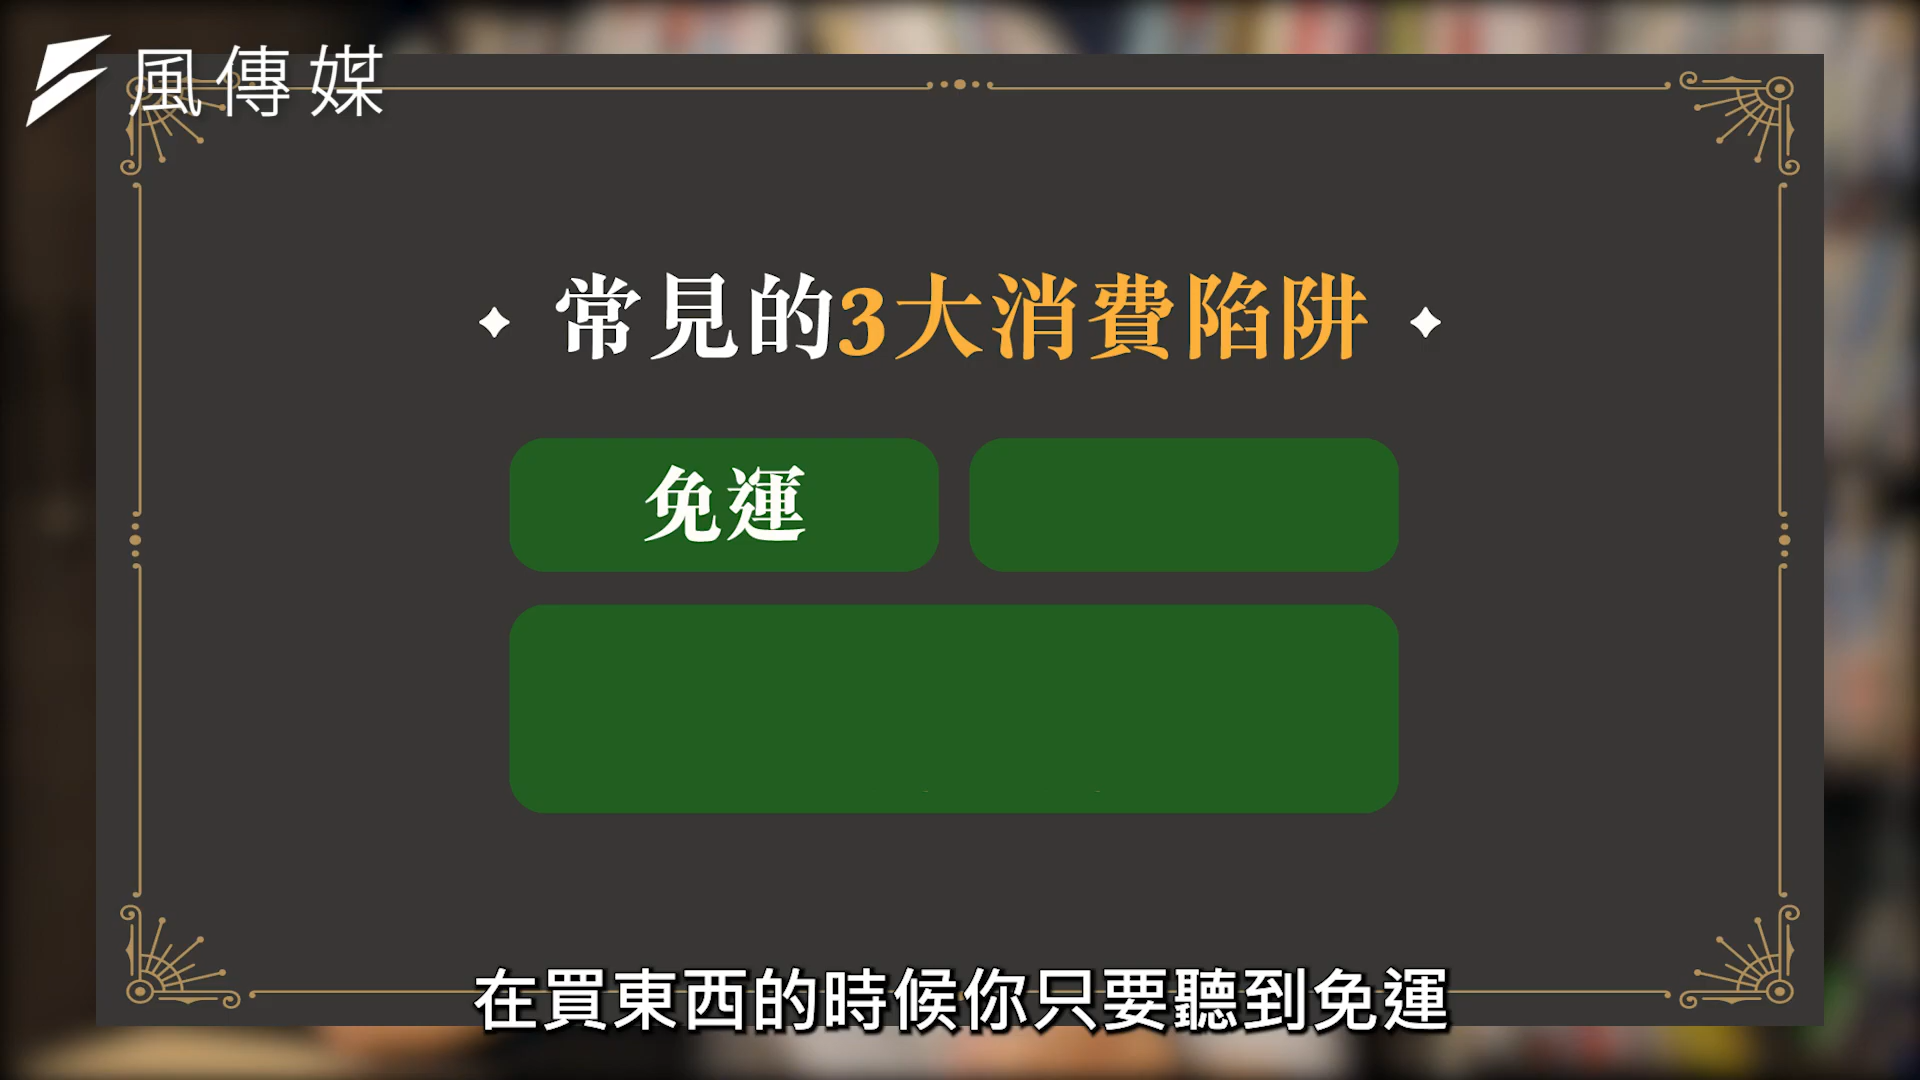 風傳媒
常見的3大消費陷阱
免運
在買東西的時候你只要聽到免運